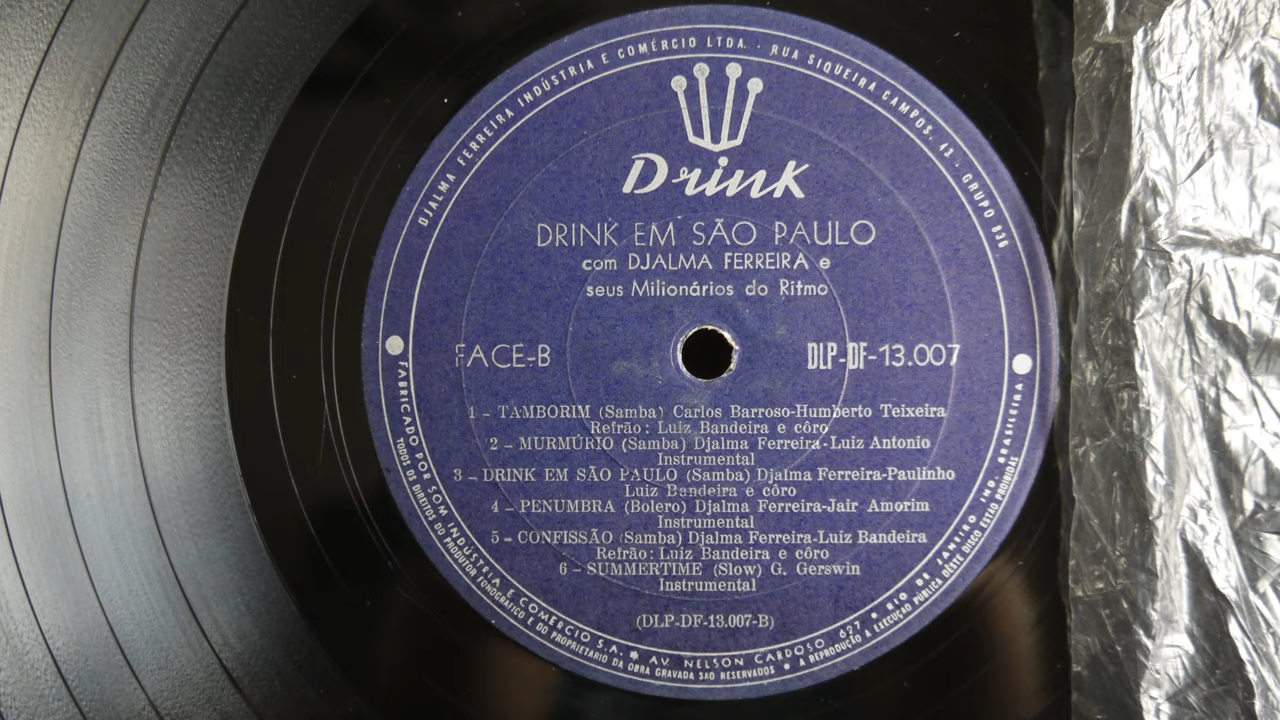 DJALMA FERREIRA INDÚSTRIA E COMÉRCIO LTDA. · RUA SIQUEIRA CAMPOS, 43 · GRUPO 836
Drink
DRINK EM SÃO PAULO
com DJALMA FERREIRA e
seus Milionários do Ritmo
FACE-B
DLP-DF-13.007
1 - TAMBORIM (Samba) Carlos Barroso-Humberto Teixeira
Refrão: Luiz Bandeira e côro
2 - MURMÚRIO (Samba) Djalma Ferreira-Luiz Antonio
Instrumental
3 - DRINK EM SÃO PAULO (Samba) Djalma Ferreira-Paulinho
Luiz Bandeira e côro
4 - PENUMBRA (Bolero) Djalma Ferreira-Jair Amorim
Instrumental
5 - CONFISSÃO (Samba) Djalma Ferreira-Luiz Bandeira
Refrão: Luiz Bandeira e côro
6 - SUMMERTIME (Slow) G. Gerswin
Instrumental
(DLP-DF-13.007-B)
FABRICADO POR SOM INDÚSTRIA E COMERCIO S.A. * AV. NELSON CARDOSO 627 • RIO DE JANEIRO IND. BRASILEIRA
TODOS OS DIREITOS DO PRODUTOR FONOGRAFICO E DO PROPRIETARIO DA OBRA GRAVADA SAO RESERVADOS • A REPRODUÇÃO A EXECUÇÃO PÚBLICA DÊSTE DISCO ESTÃO PROIBIDAS